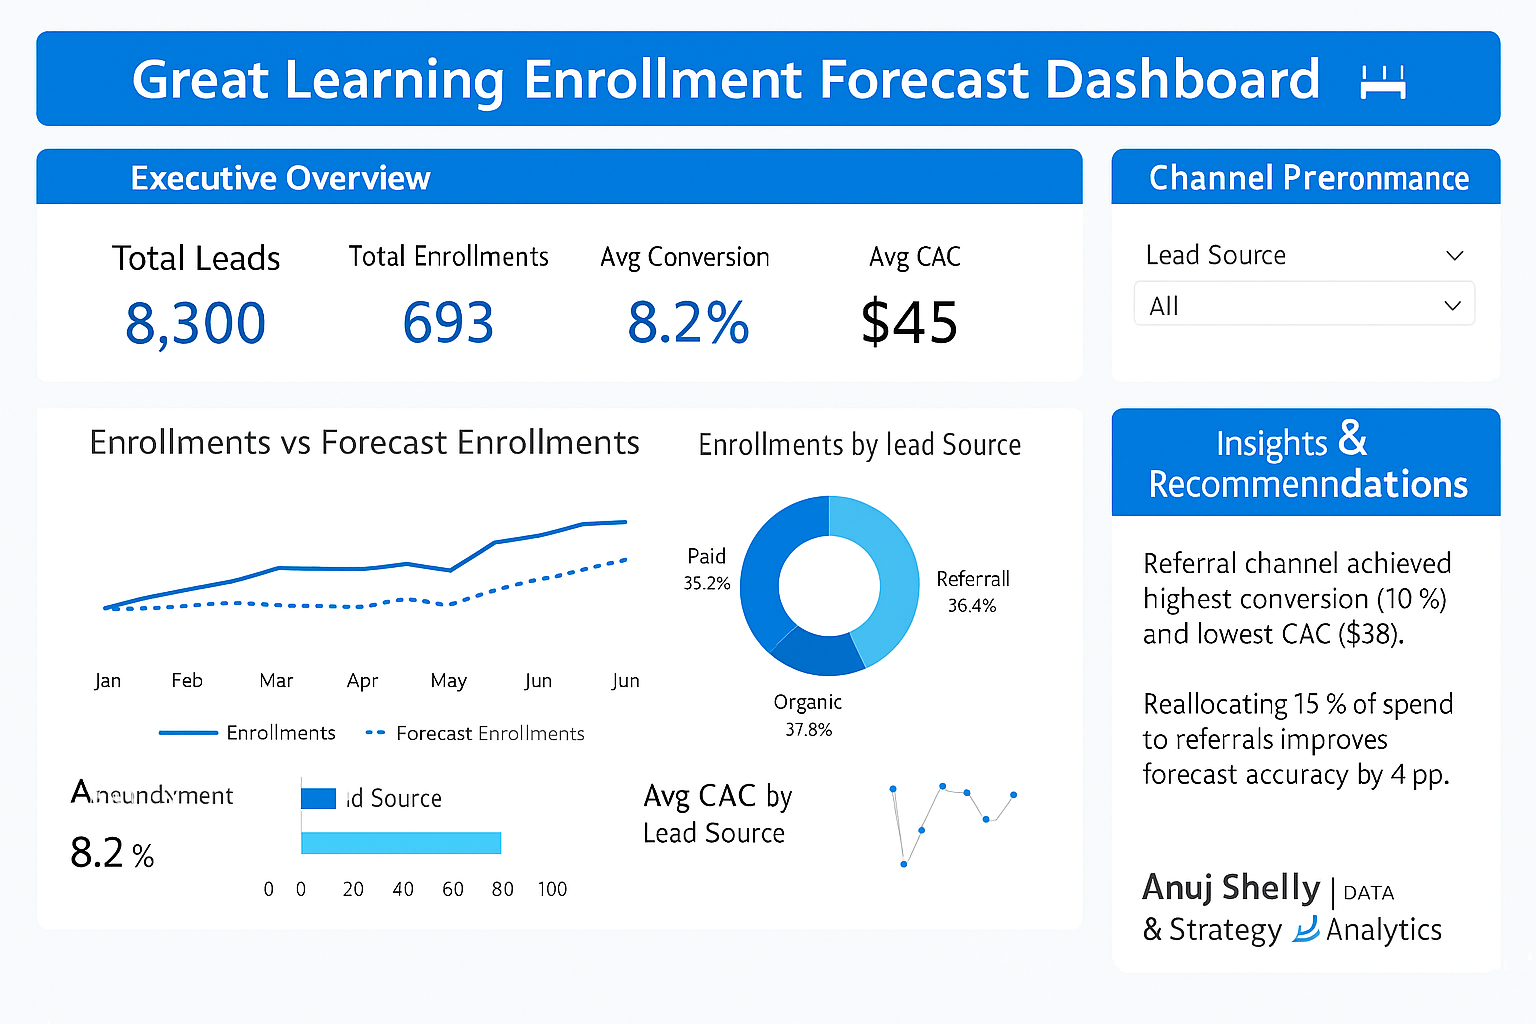 Great Learning Enrollment Forecast Dashboard
Executive Overview
Total Leads
8,300
Total Enrollments
693
Avg Conversion
8.2%
Avg CAC
$45
Channel Preronmance
Lead Source
All
Enrollments vs Forecast Enrollments
Jan Feb Mar Apr May Jun Jun
Enrollments Forecast Enrollments
Enrollments by lead Source
Paid
35.2%
Referrall
36.4%
Organic
37.8%
8.2 %
ld Source
0 0 20 40 60 80 100
Avg CAC by
Lead Source
Insights &
Recommenndations
Referral channel achieved
highest conversion (10 %)
and lowest CAC ($38).
Reallocating 15 % of spend
to referrals improves
forecast accuracy by 4 pp.
Anuj Shelly | DATA
& Strategy Analytics